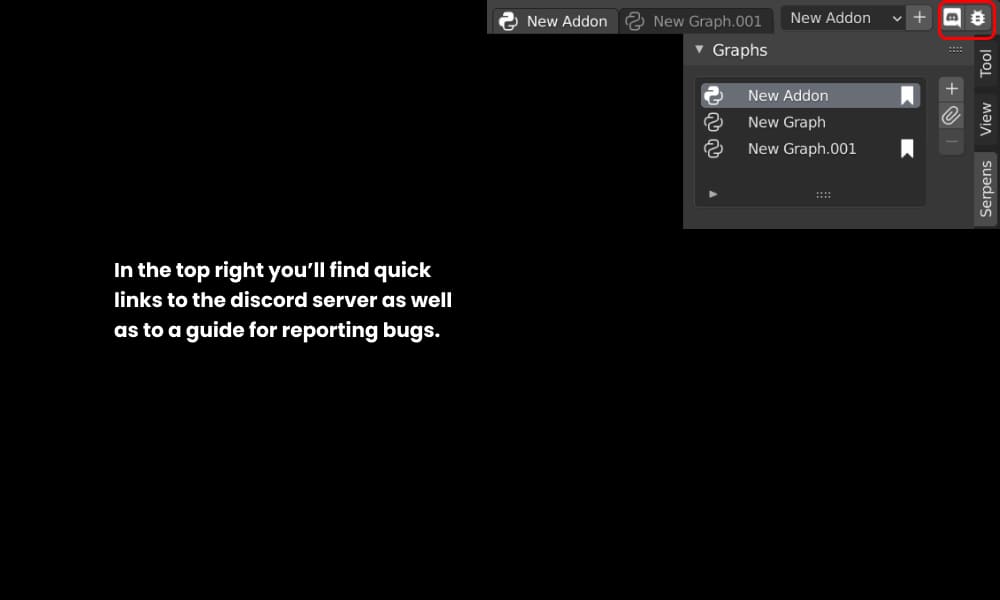 New Addon New Graph.001 New Addon
Graphs
New Addon
New Graph
New Graph.001
Tool
View
Serpens
In the top right you’ll find quick
links to the discord server as well
as to a guide for reporting bugs.